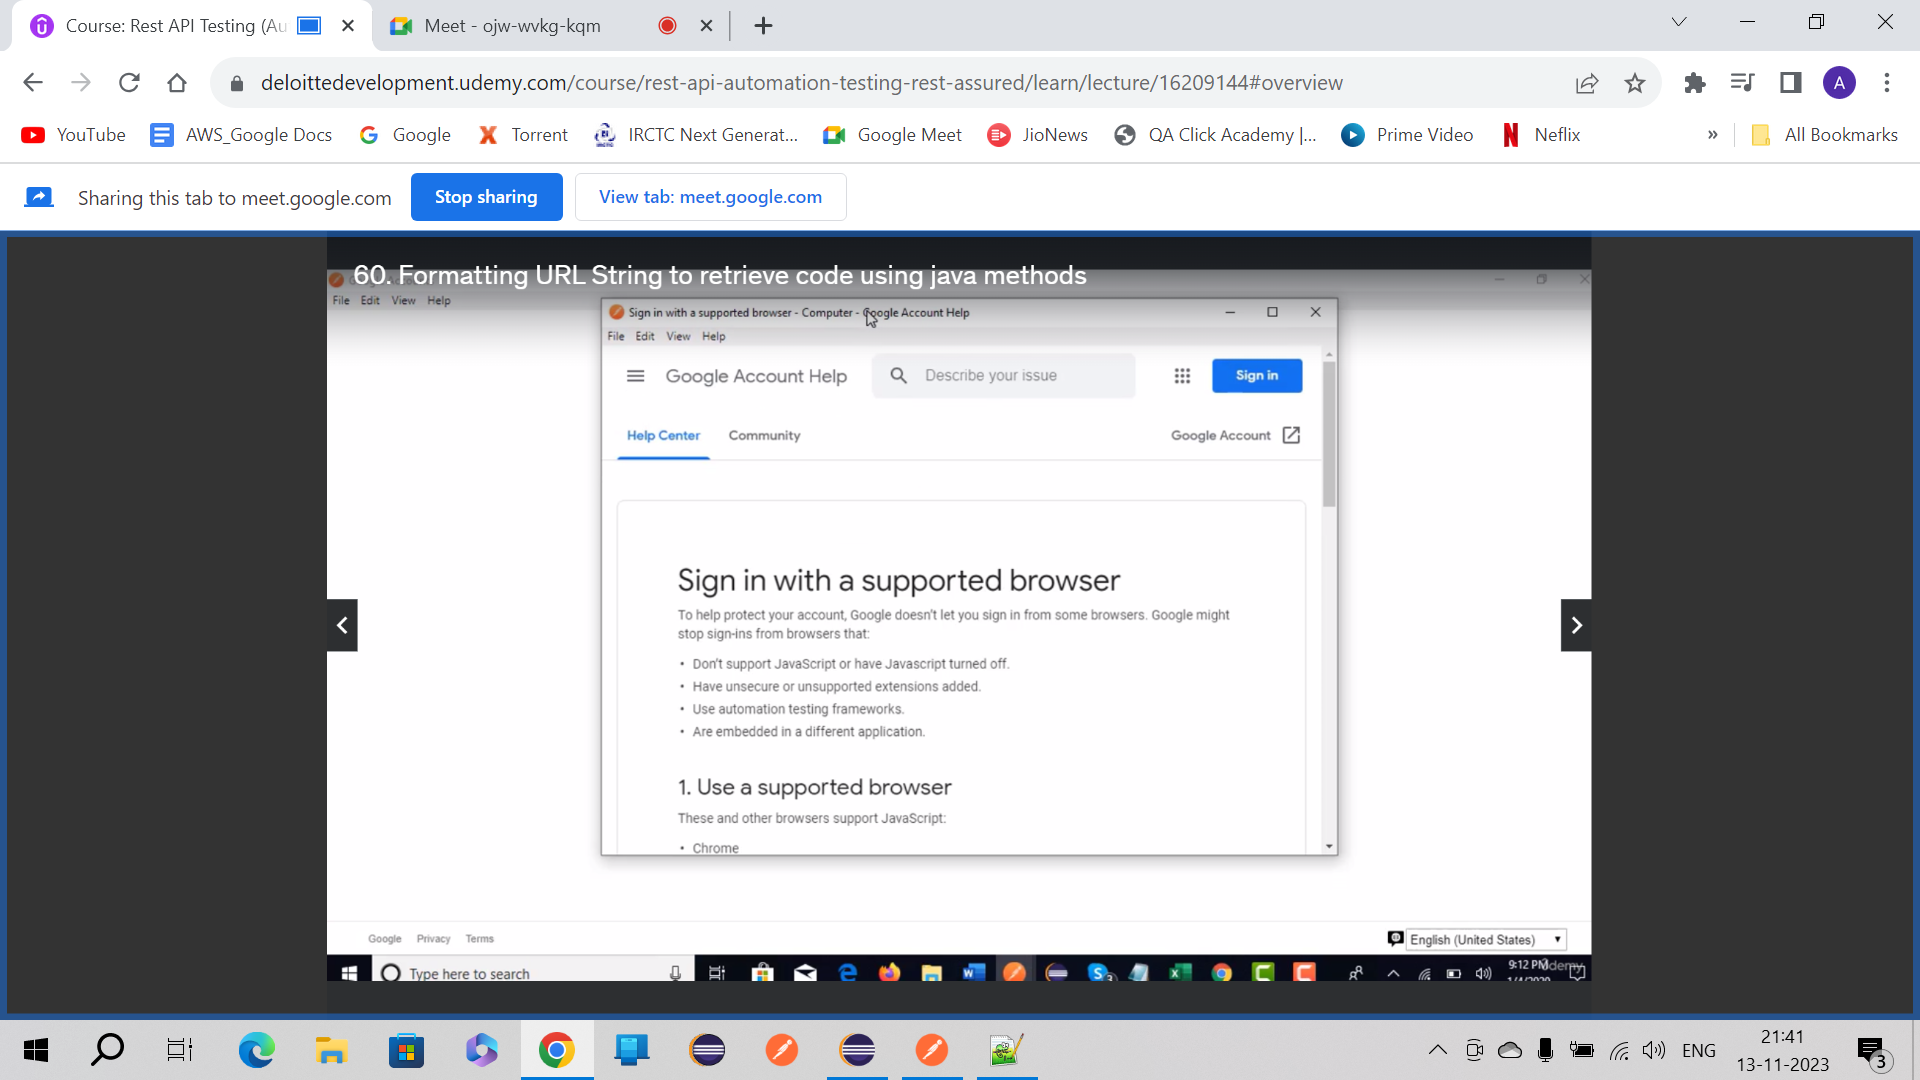 Course: Rest API Testing (Au
Meet - ojw-wvkg-kqm
deloittedevelopment.udemy.com/course/rest-api-automation-testing-rest-assured/learn/lecture/16209144#overview
A
YouTube
AWS_Google Docs
Google
Torrent
IRCTC Next Generat...
Google Meet
JioNews
QA Click Academy |...
Prime Video
Neflix
»
All Bookmarks
Sharing this tab to meet.google.com
Stop sharing
View tab: meet.google.com
60. Formatting URL String to retrieve code using java methods
File Edit View Help
Sign in with a supported browser - Computer - Google Account Help
File Edit View Help
Google Account Help
Describe your issue
Sign in
Help Center
Community
Google Account
Sign in with a supported browser
To help protect your account, Google doesn't let you sign in from some browsers. Google might
stop sign-ins from browsers that:
• Don't support JavaScript or have Javascript turned off.
• Have unsecure or unsupported extensions added.
• Use automation testing frameworks.
• Are embedded in a different application.
1. Use a supported browser
These and other browsers support JavaScript:
• Chrome
Google Privacy Terms
English (United States)
Type here to search
9:12 PM
ENG
21:41
13-11-2023
3